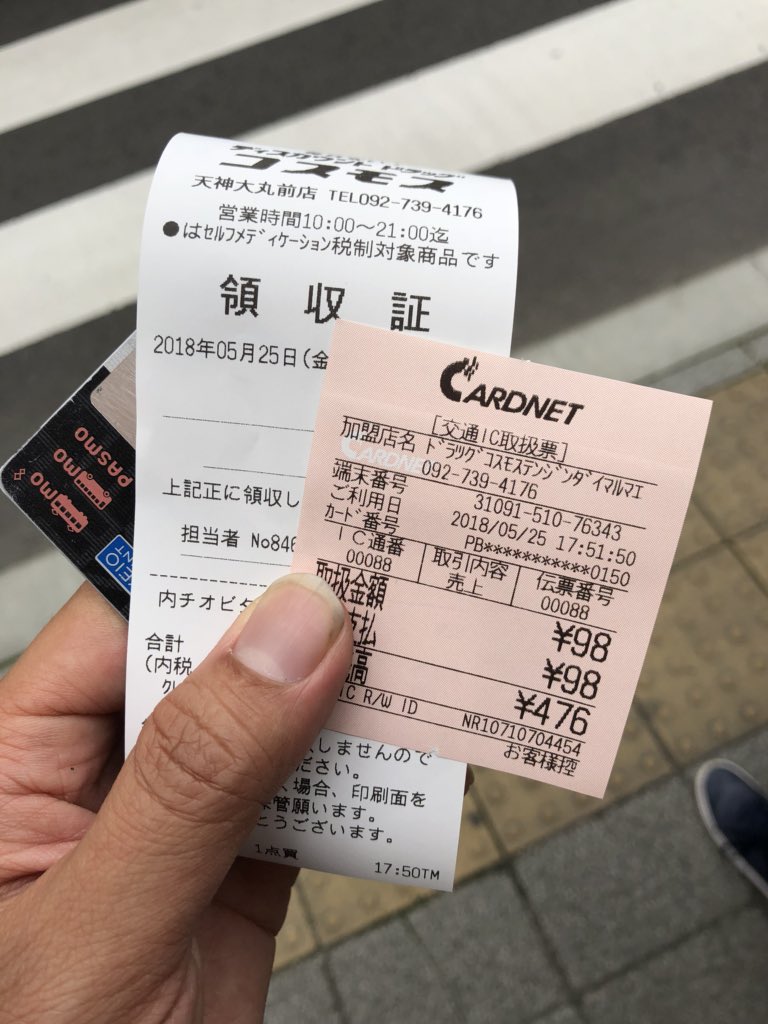 ディスカウントドラッグ
コスモス
天神大丸前店 TEL092-739-4176
営業時間10:00〜21:00迄
●はセルフメディケーション税制対象商品です
領収証
2018年05月25日(金
上記正に領収し
担当者 No846
内チオビタ
合計
(内税
クレ
しませんので
ださい。
場合、印刷面を
管願います。
うございます。
1点買
17:50TM
CARDNET
[交通IC取扱票]
加盟店名 ドラッグコスモステンジンダイマルマエ
092-739-4176
端末番号 31091-510-76343
ご利用日 2018/05/25 17:51:50
カード番号 PB***********0150
IC通番 取引内容 伝票番号
00088 売上 00088
取扱金額 ¥98
支払 ¥98
高 ¥476
IC R/W ID NR10710704454
お客様控
PASMO
KEIO